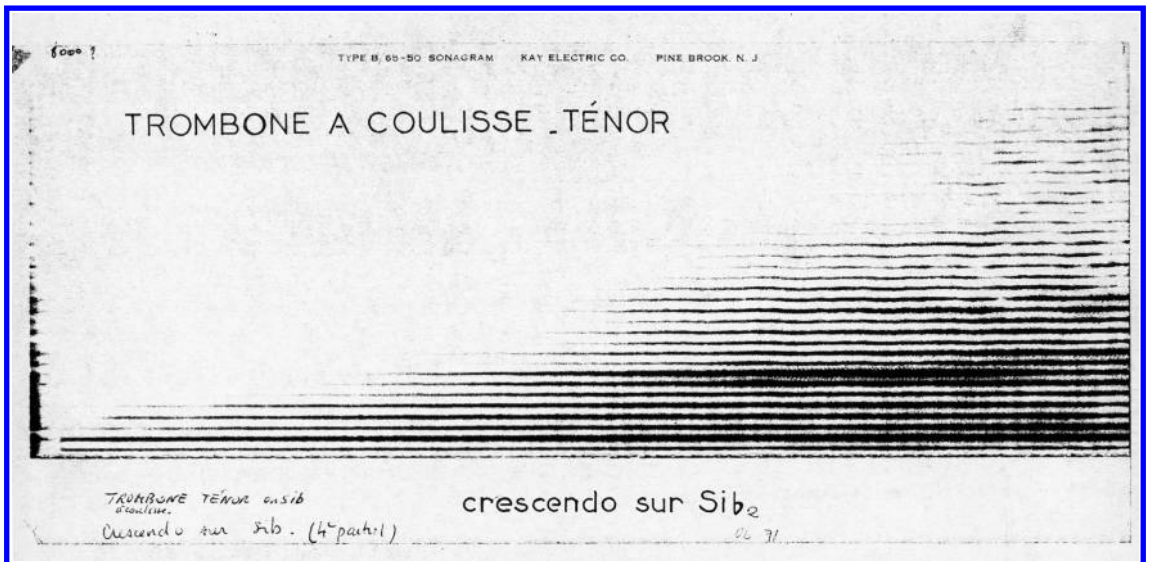 8000 ?
TYPE B/65-50 SONAGRAM KAY ELECTRIC CO. PINE BROOK. N. J
TROMBONE A COULISSE _TÉNOR
TROMBONE TÉNOR en sib
à coulisse.
crescendo sur Sib₂
Crescendo sur Sib. (4e partiel)